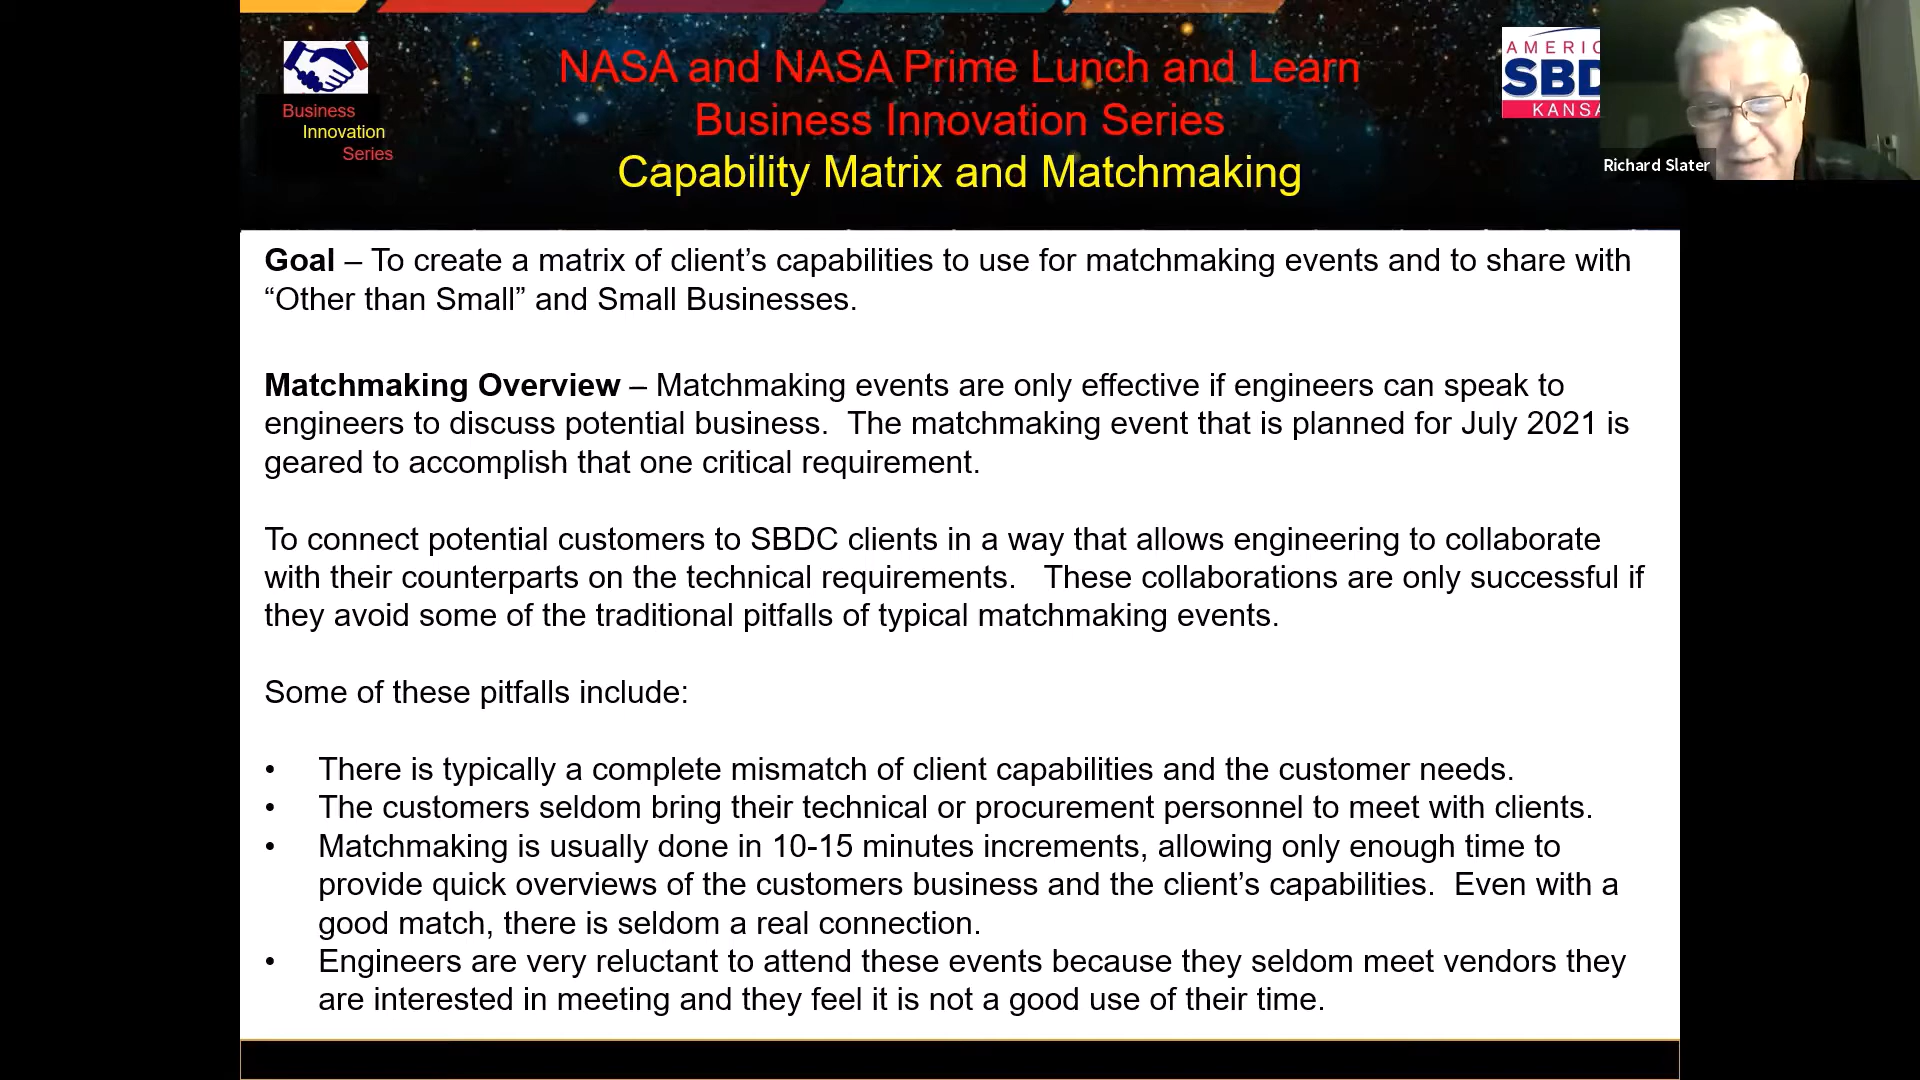 Business
Innovation
Series
NASA and NASA Prime Lunch and Learn
Business Innovation Series
Capability Matrix and Matchmaking
AMERIC
SBD
KANSA
Richard Slater
Goal – To create a matrix of client’s capabilities to use for matchmaking events and to share with
“Other than Small” and Small Businesses.
Matchmaking Overview – Matchmaking events are only effective if engineers can speak to
engineers to discuss potential business.  The matchmaking event that is planned for July 2021 is
geared to accomplish that one critical requirement.
To connect potential customers to SBDC clients in a way that allows engineering to collaborate
with their counterparts on the technical requirements.   These collaborations are only successful if
they avoid some of the traditional pitfalls of typical matchmaking events.
Some of these pitfalls include:
• There is typically a complete mismatch of client capabilities and the customer needs.
• The customers seldom bring their technical or procurement personnel to meet with clients.
• Matchmaking is usually done in 10-15 minutes increments, allowing only enough time to
provide quick overviews of the customers business and the client’s capabilities.  Even with a
good match, there is seldom a real connection.
• Engineers are very reluctant to attend these events because they seldom meet vendors they
are interested in meeting and they feel it is not a good use of their time.